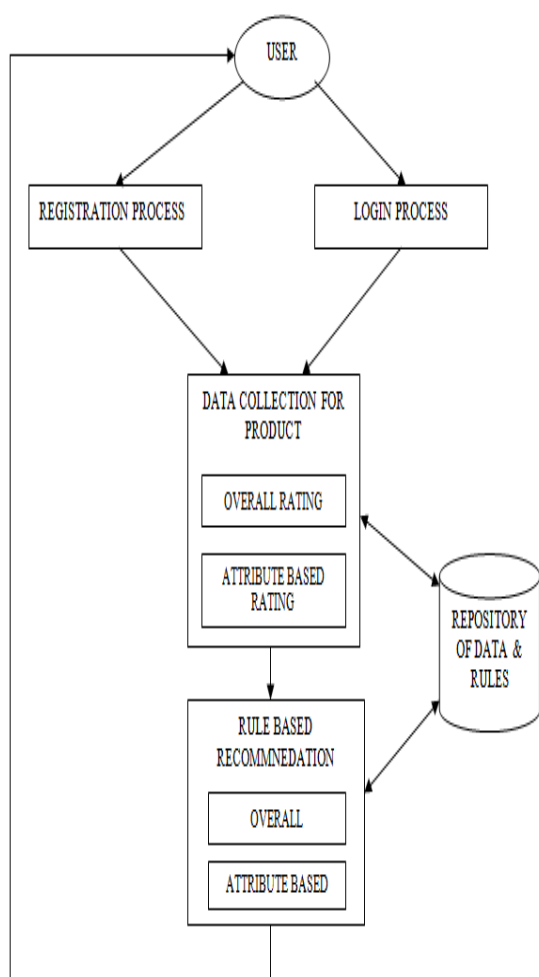 USER
REGISTRATION PROCESS
LOGIN PROCESS
DATA COLLECTION FOR
PRODUCT
OVERALL RATING
ATTRIBUTE BASED
RATING
REPOSITORY
OF DATA &
RULES
RULE BASED
RECOMMNEDATION
OVERALL
ATTRIBUTE BASED